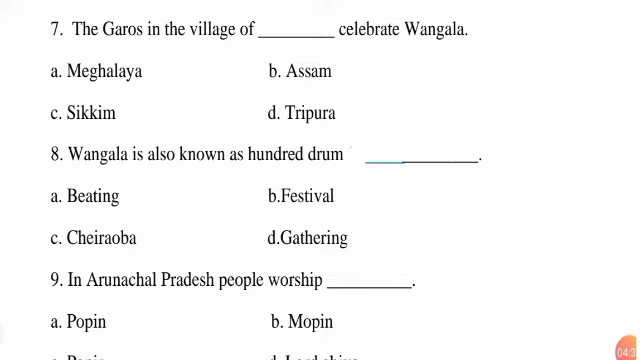 7. The Garos in the village of _________ celebrate Wangala.
a. Meghalaya b. Assam
c. Sikkim d. Tripura
8. Wangala is also known as hundred drum _____________.
a. Beating b.Festival
c. Cheiraoba d.Gathering
9. In Arunachal Pradesh people worship __________.
a. Popin b. Mopin